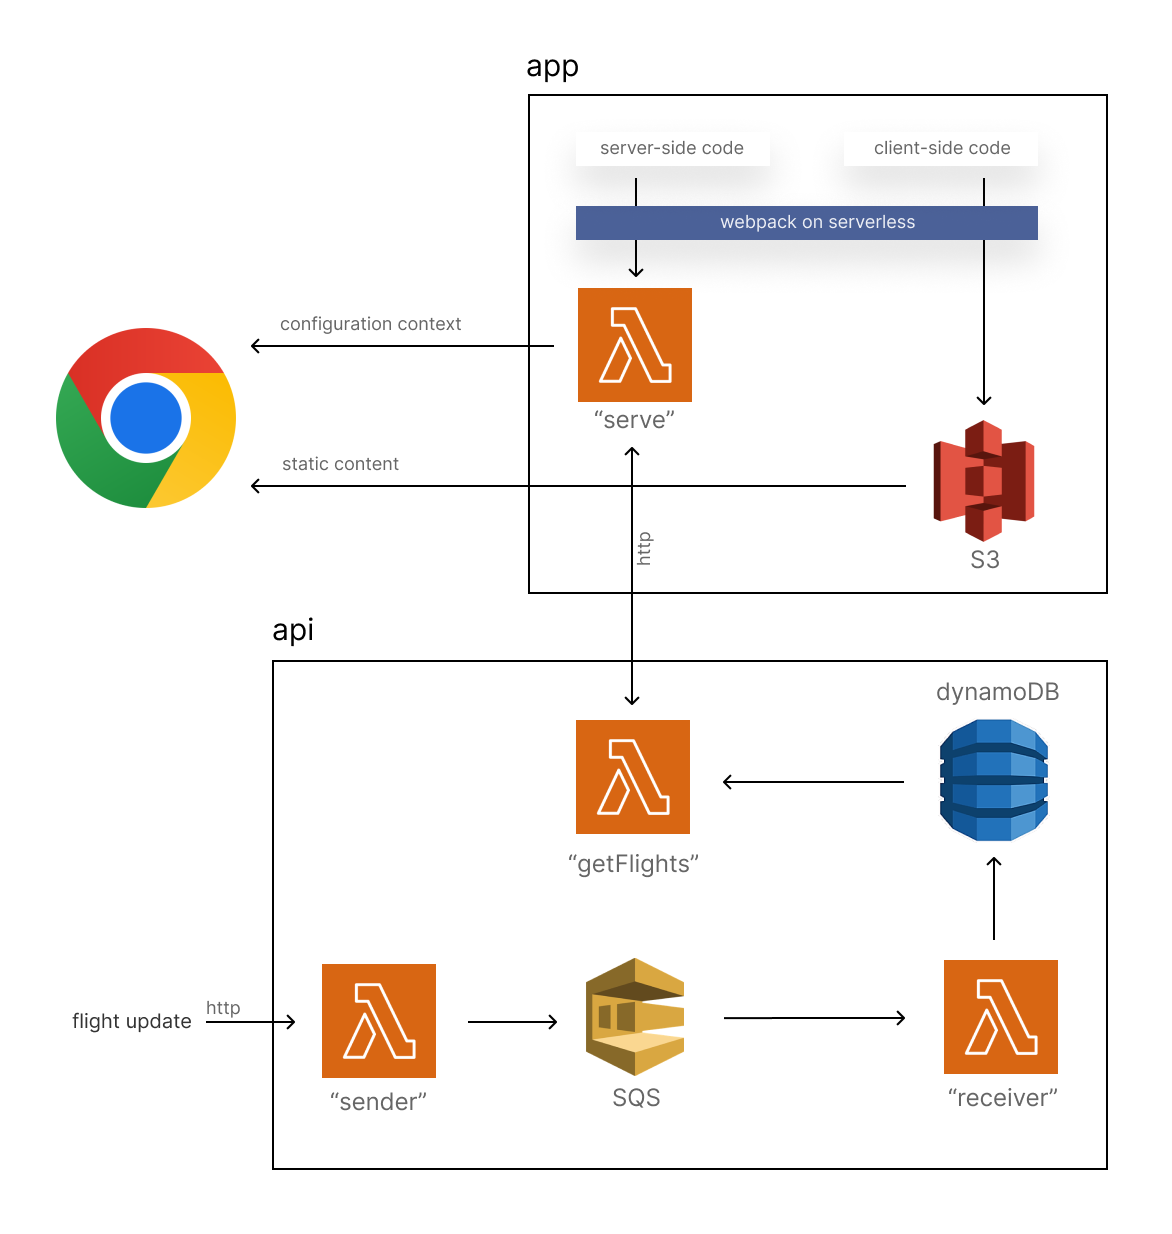 app
server-side code
client-side code
webpack on serverless
configuration context
“serve”
static content
http
S3
api
dynamoDB
“getFlights”
http
flight update
“sender”
SQS
“receiver”